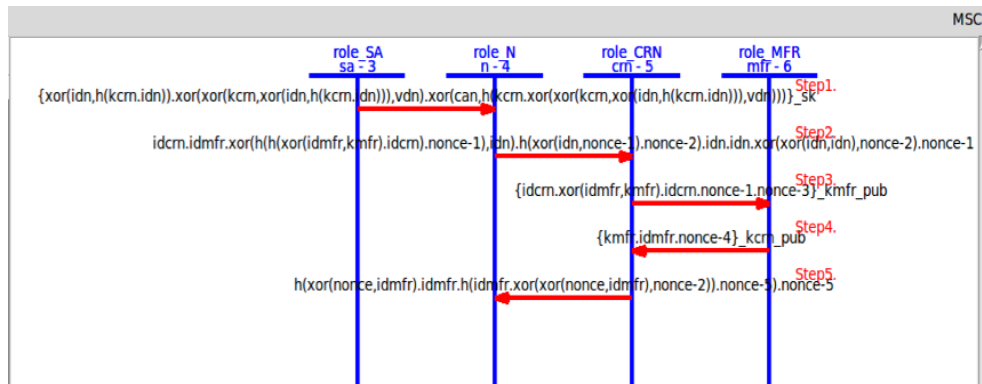 MSC
role_SA role_N role_CRN role_MFR
sa - 3 n - 4 crn - 5 mfr - 6
Step1.
{xor(idn,h(kcrn.idn)).xor(xor(kcrn,xor(idn,h(kcrn.idn))),vdn).xor(can,h(kcrn.xor(xor(kcrn,xor(idn,h(kcrn.idn))),vdn)))}_sk
Step2.
idcrn.idmfr.xor(h(h(xor(idmfr,kmfr).idcrn).nonce-1),idn).h(xor(idn,nonce-1).nonce-2).idn.idn.xor(xor(idn,idn),nonce-2).nonce-1
Step3.
{idcrn.xor(idmfr,kmfr).idcrn.nonce-1.nonce-3}_kmfr_pub
Step4.
{kmfr.idmfr.nonce-4}_kcrn_pub
Step5.
h(xor(nonce,idmfr).idmfr.h(idmfr.xor(xor(nonce,idmfr),nonce-2)).nonce-5).nonce-5